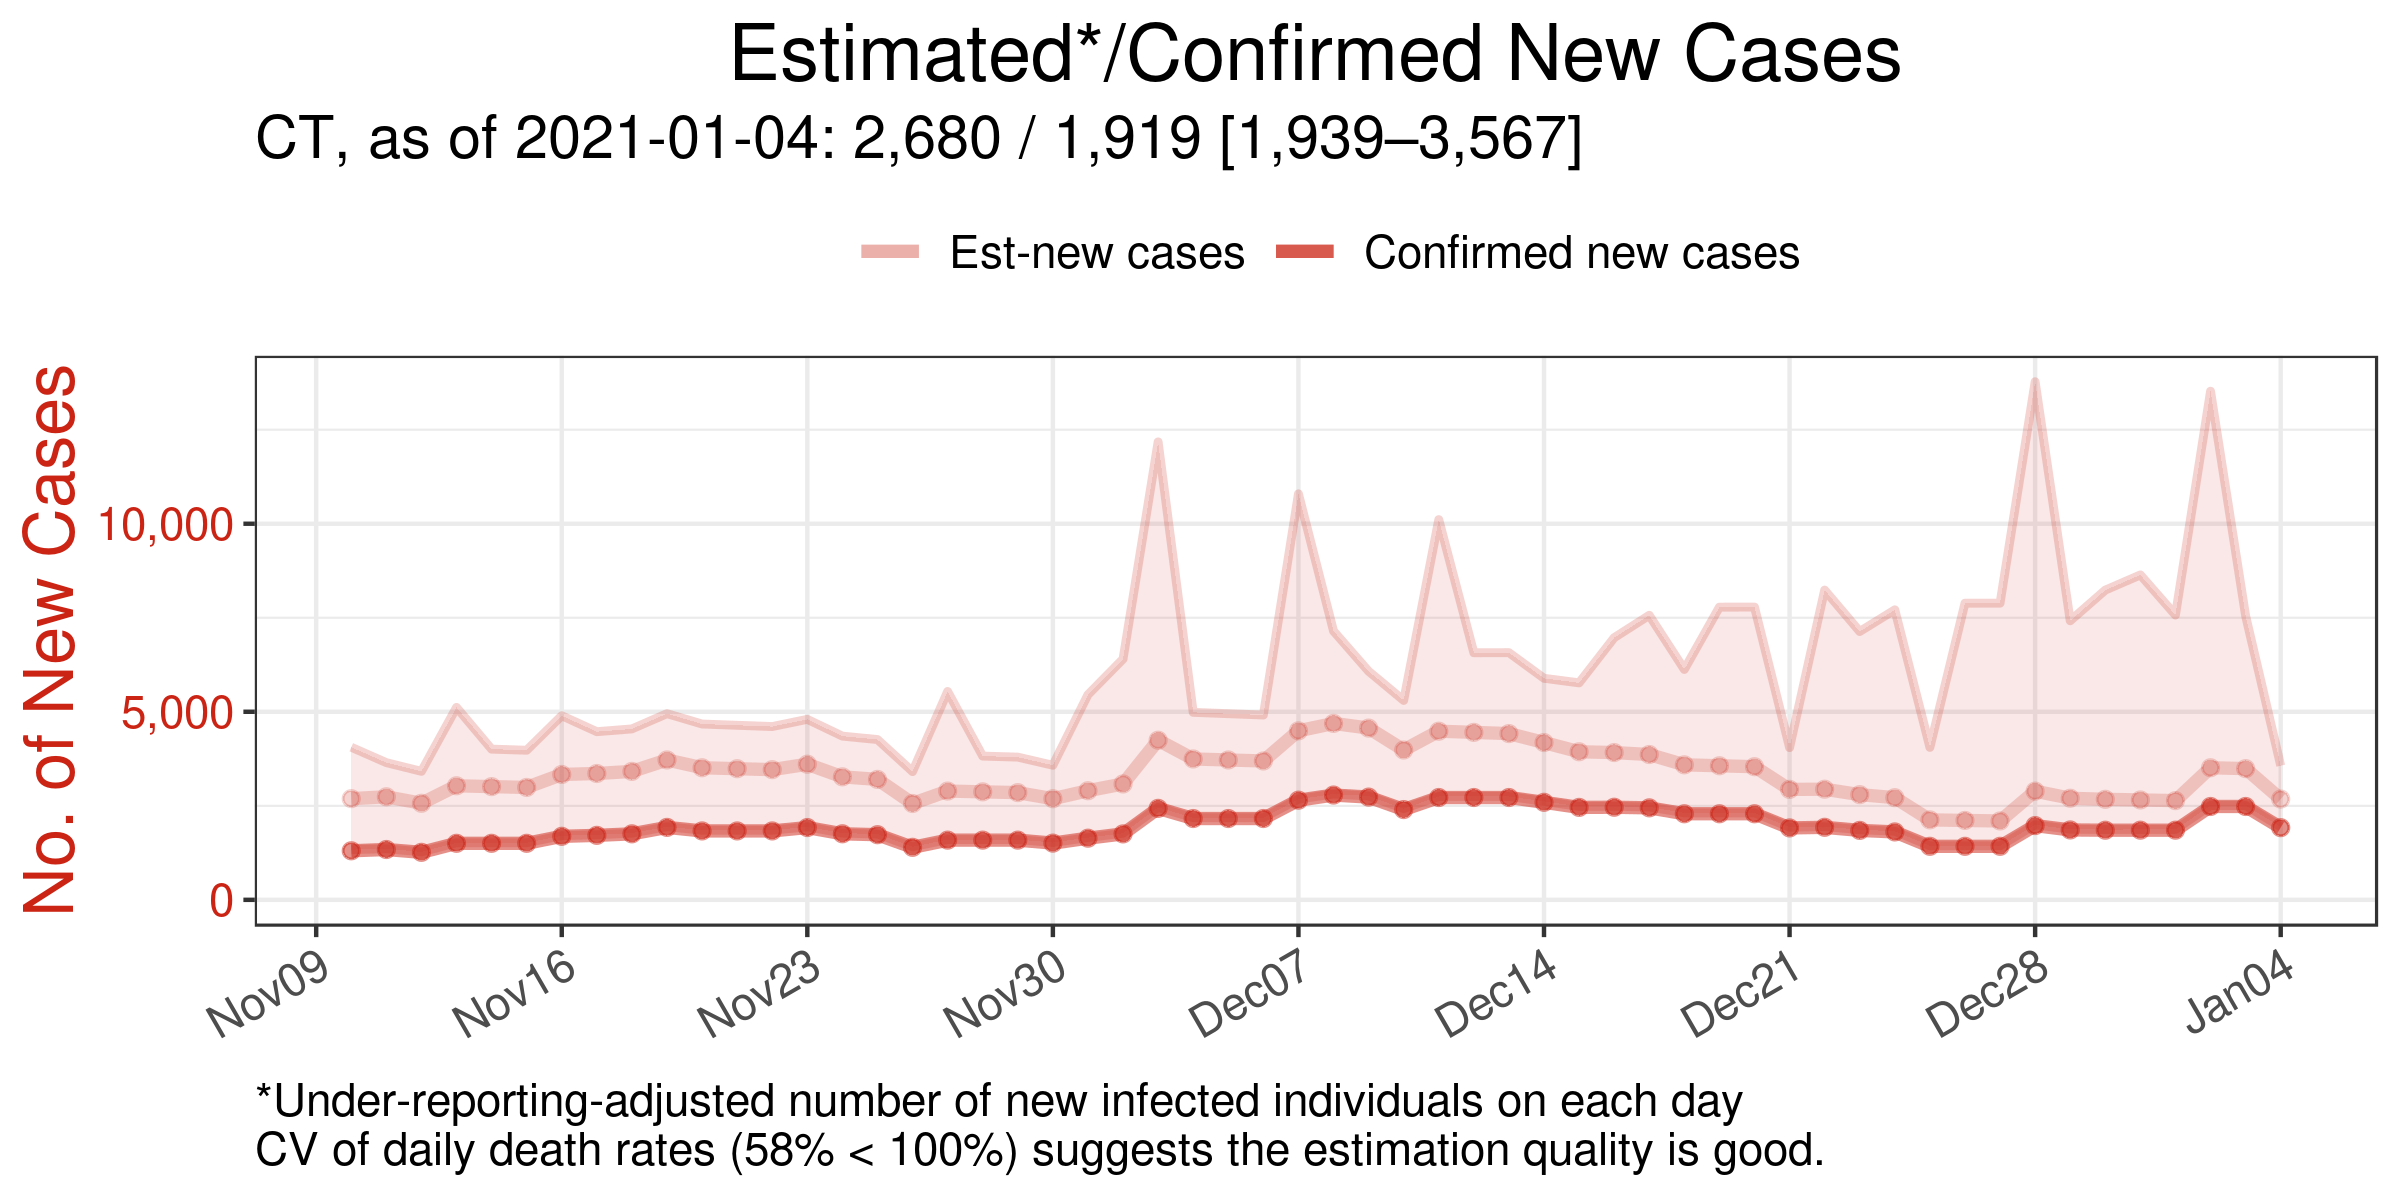 Estimated*/Confirmed New Cases
CT, as of 2021-01-04: 2,680 / 1,919 [1,939–3,567]
Est-new cases
Confirmed new cases
No. of New Cases
10,000
5,000
0
Nov09
Nov16
Nov23
Nov30
Dec07
Dec14
Dec21
Dec28
Jan04
*Under-reporting-adjusted number of new infected individuals on each day
CV of daily death rates (58% < 100%) suggests the estimation quality is good.